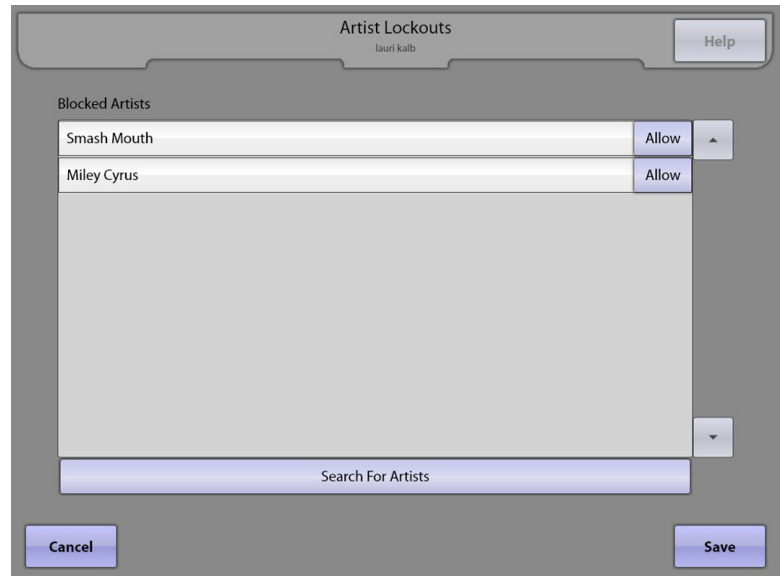 Artist Lockouts
lauri kalb
Help
Blocked Artists
Smash Mouth Allow
Miley Cyrus Allow
Search For Artists
Cancel Save